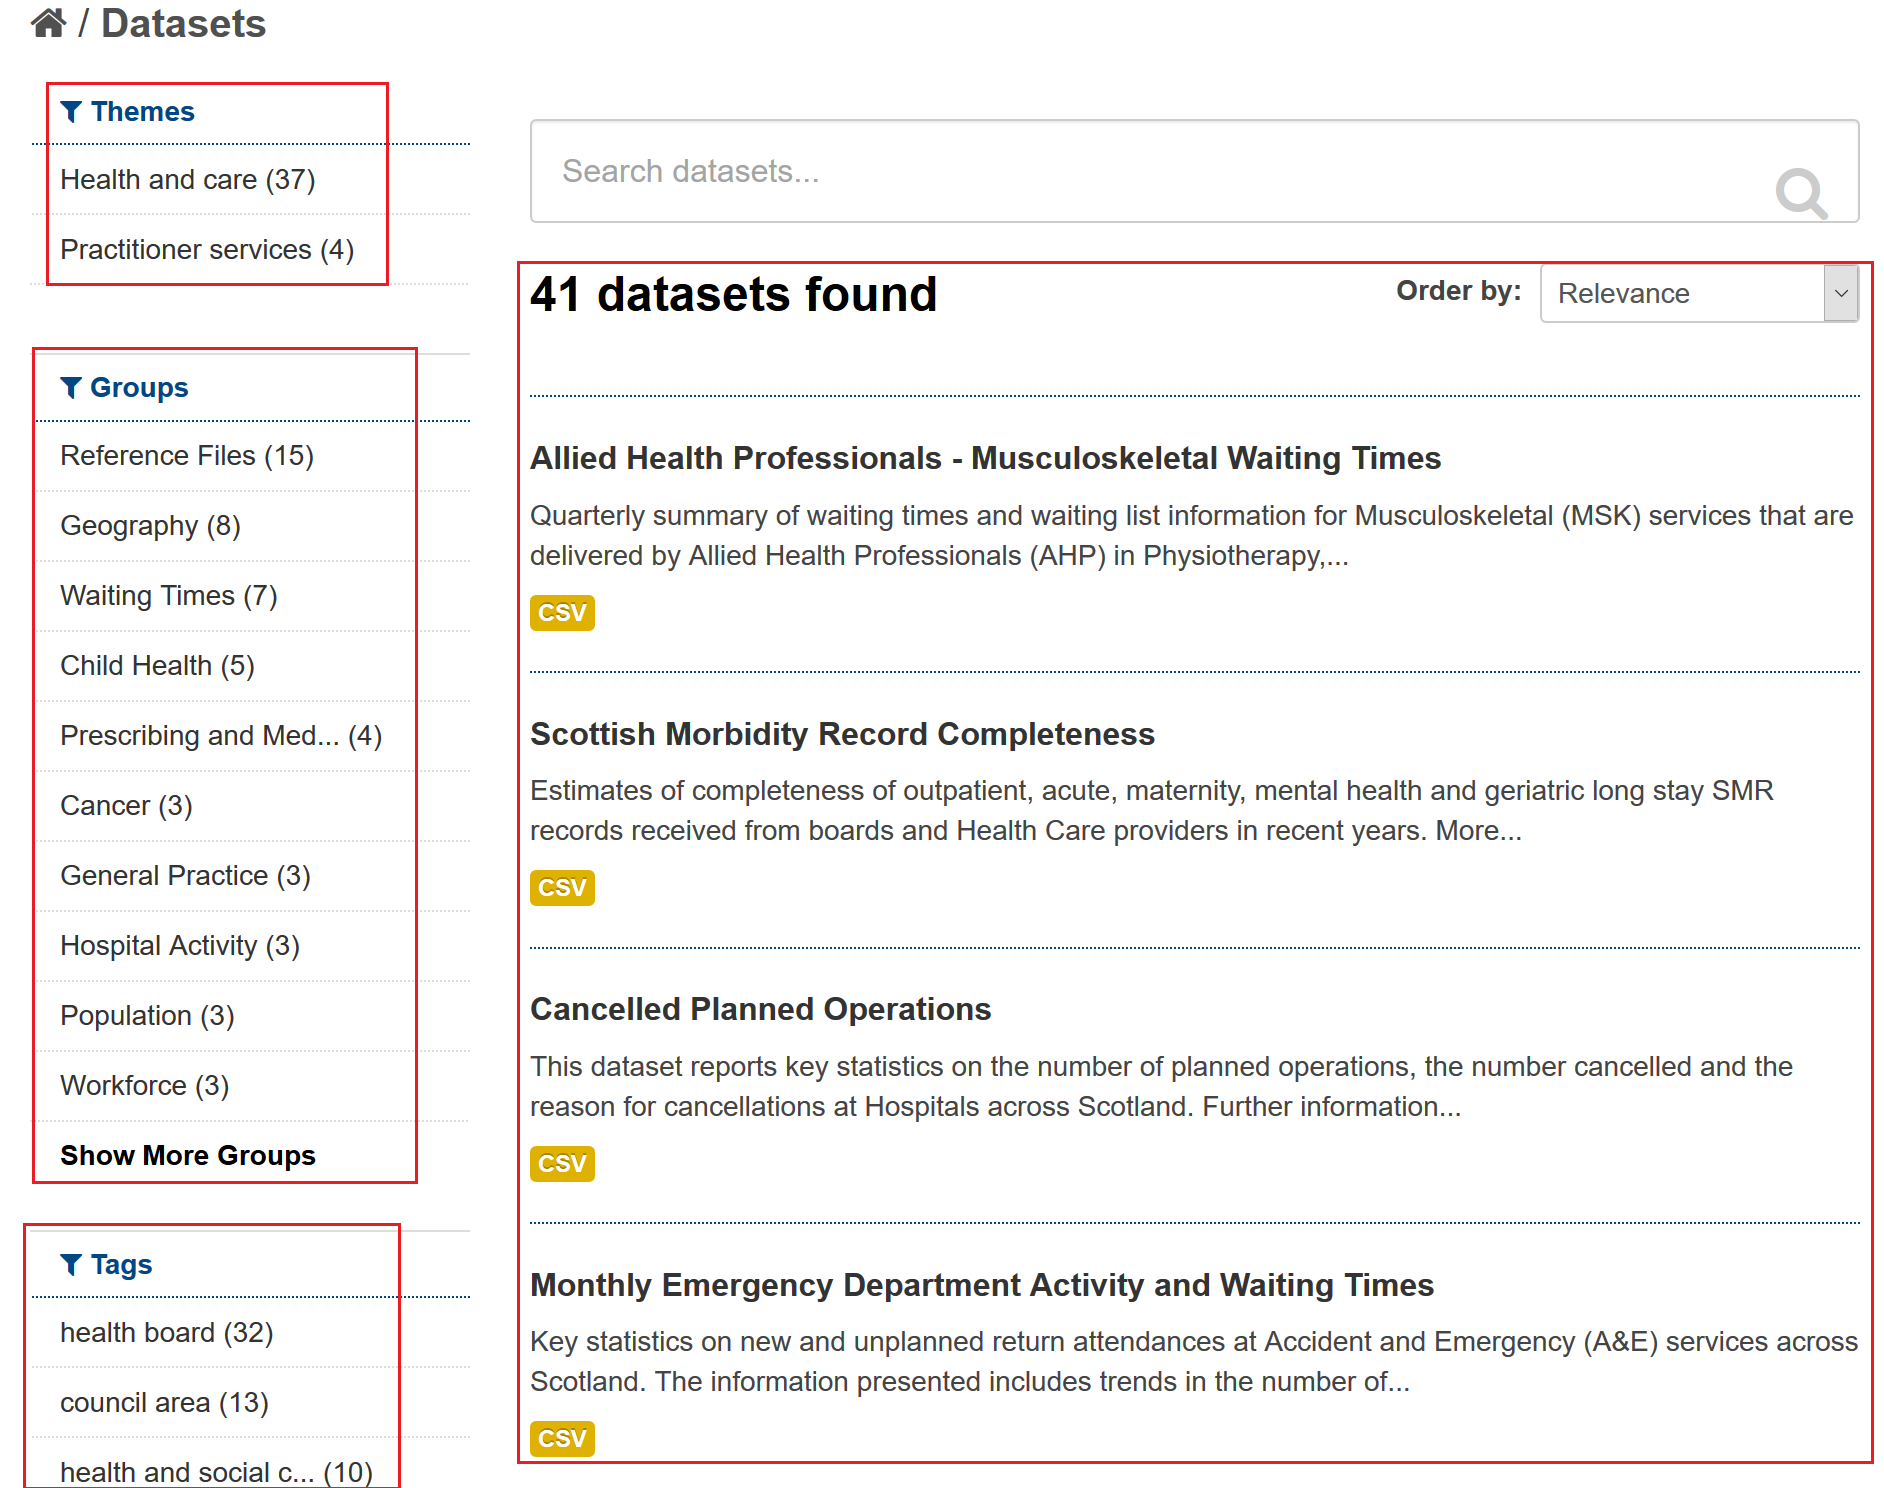 / Datasets
Themes
Health and care (37)
Practitioner services (4)
Groups
Reference Files (15)
Geography (8)
Waiting Times (7)
Child Health (5)
Prescribing and Med... (4)
Cancer (3)
General Practice (3)
Hospital Activity (3)
Population (3)
Workforce (3)
Show More Groups
Tags
health board (32)
council area (13)
health and social c... (10)
Search datasets...
41 datasets found
Order by: Relevance
Allied Health Professionals - Musculoskeletal Waiting Times
Quarterly summary of waiting times and waiting list information for Musculoskeletal (MSK) services that are
delivered by Allied Health Professionals (AHP) in Physiotherapy,...
CSV
Scottish Morbidity Record Completeness
Estimates of completeness of outpatient, acute, maternity, mental health and geriatric long stay SMR
records received from boards and Health Care providers in recent years. More...
CSV
Cancelled Planned Operations
This dataset reports key statistics on the number of planned operations, the number cancelled and the
reason for cancellations at Hospitals across Scotland. Further information...
CSV
Monthly Emergency Department Activity and Waiting Times
Key statistics on new and unplanned return attendances at Accident and Emergency (A&E) services across
Scotland. The information presented includes trends in the number of...
CSV